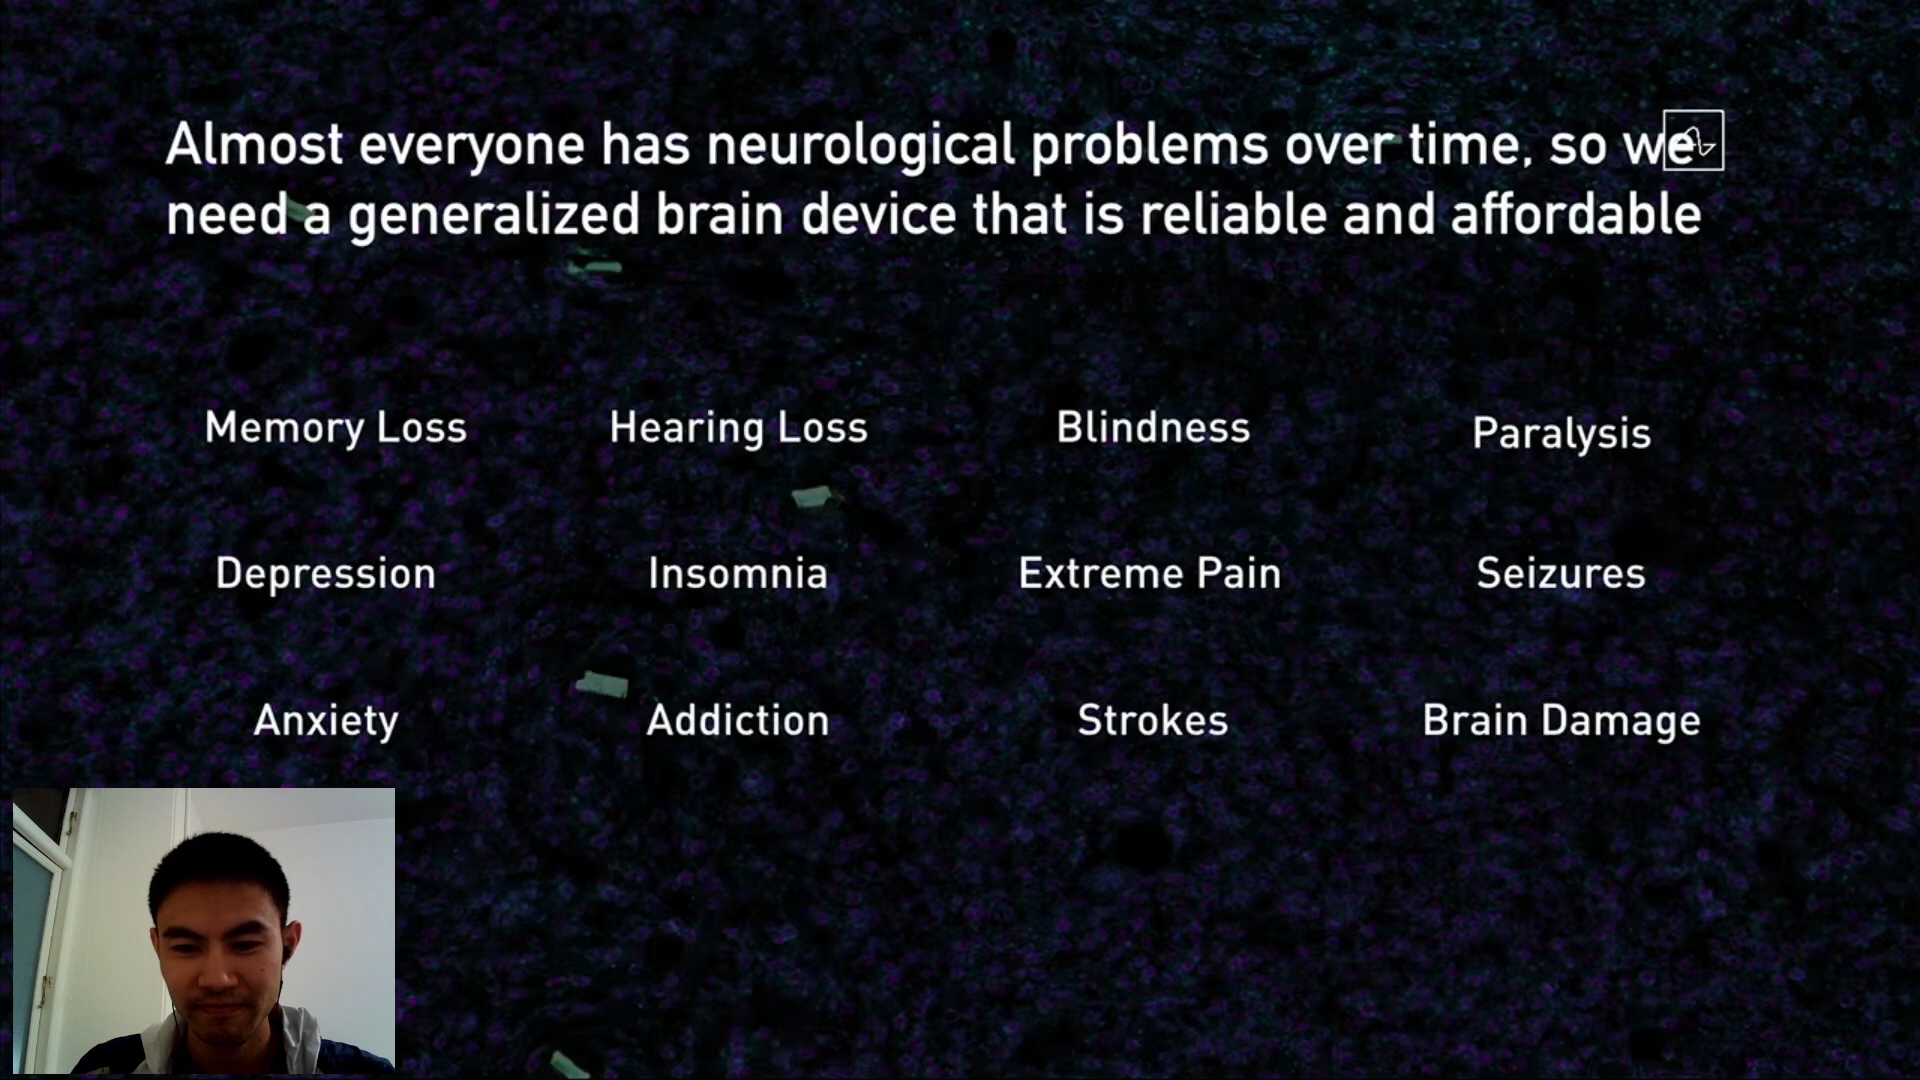 Almost everyone has neurological problems over time, so we
need a generalized brain device that is reliable and affordable
Memory Loss Hearing Loss Blindness Paralysis
Depression Insomnia Extreme Pain Seizures
Anxiety Addiction Strokes Brain Damage